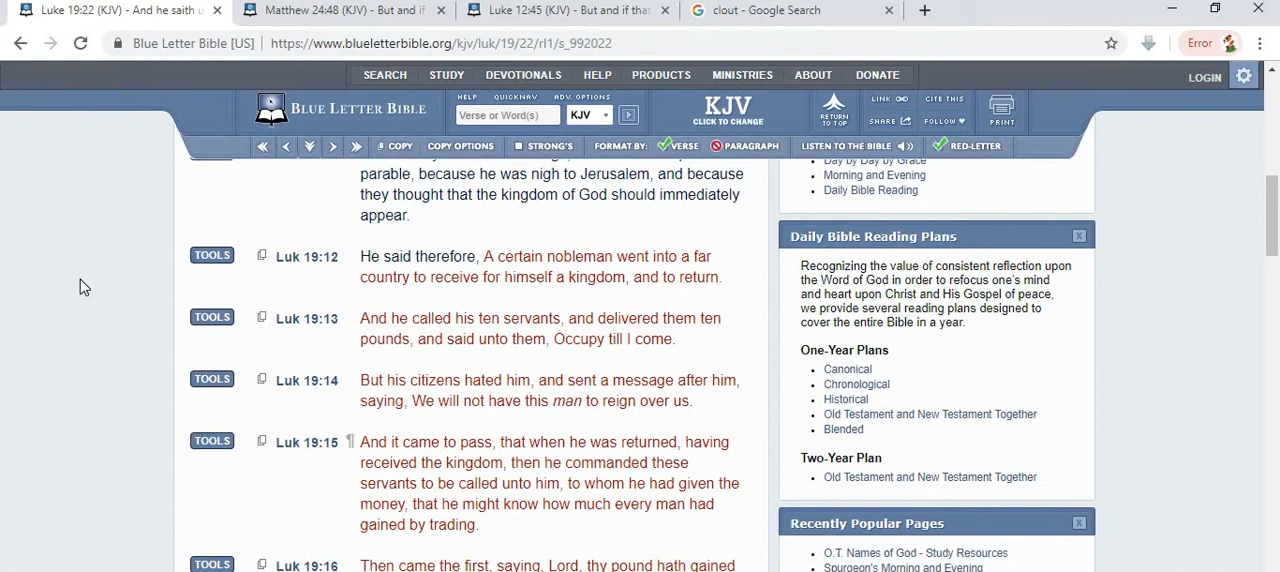 Luke 19:22 (KJV) - And he saith u
Matthew 24:48 (KJV) - But and if
Luke 12:45 (KJV) - But and if that
clout - Google Search
Blue Letter Bible [US] | https://www.blueletterbible.org/kjv/luk/19/22/rl1/s_992022
Error
SEARCH STUDY DEVOTIONALS HELP PRODUCTS MINISTRIES ABOUT DONATE
LOGIN
BLUE LETTER BIBLE
HELP QUICKNAV ADV. OPTIONS
Verse or Word(s) KJV
KJV
CLICK TO CHANGE
RETURN
TO TOP
LINK CITE THIS
SHARE FOLLOW
PRINT
COPY COPY OPTIONS STRONG'S FORMAT BY: VERSE PARAGRAPH LISTEN TO THE BIBLE RED-LETTER
parable, because he was nigh to Jerusalem, and because
they thought that the kingdom of God should immediately
appear.
TOOLS Luk 19:12 He said therefore, A certain nobleman went into a far
country to receive for himself a kingdom, and to return.
TOOLS Luk 19:13 And he called his ten servants, and delivered them ten
pounds, and said unto them, Occupy till I come.
TOOLS Luk 19:14 But his citizens hated him, and sent a message after him,
saying, We will not have this man to reign over us.
TOOLS Luk 19:15 ¶ And it came to pass, that when he was returned, having
received the kingdom, then he commanded these
servants to be called unto him, to whom he had given the
money, that he might know how much every man had
gained by trading.
TOOLS Luk 19:16 Then came the first, saying, Lord, thy pound hath gained
Day by Day by Grace
Morning and Evening
Daily Bible Reading
Daily Bible Reading Plans
Recognizing the value of consistent reflection upon
the Word of God in order to refocus one's mind
and heart upon Christ and His Gospel of peace,
we provide several reading plans designed to
cover the entire Bible in a year.
One-Year Plans
Canonical
Chronological
Historical
Old Testament and New Testament Together
Blended
Two-Year Plan
Old Testament and New Testament Together
Recently Popular Pages
O.T. Names of God - Study Resources
Spurgeon's Morning and Evening